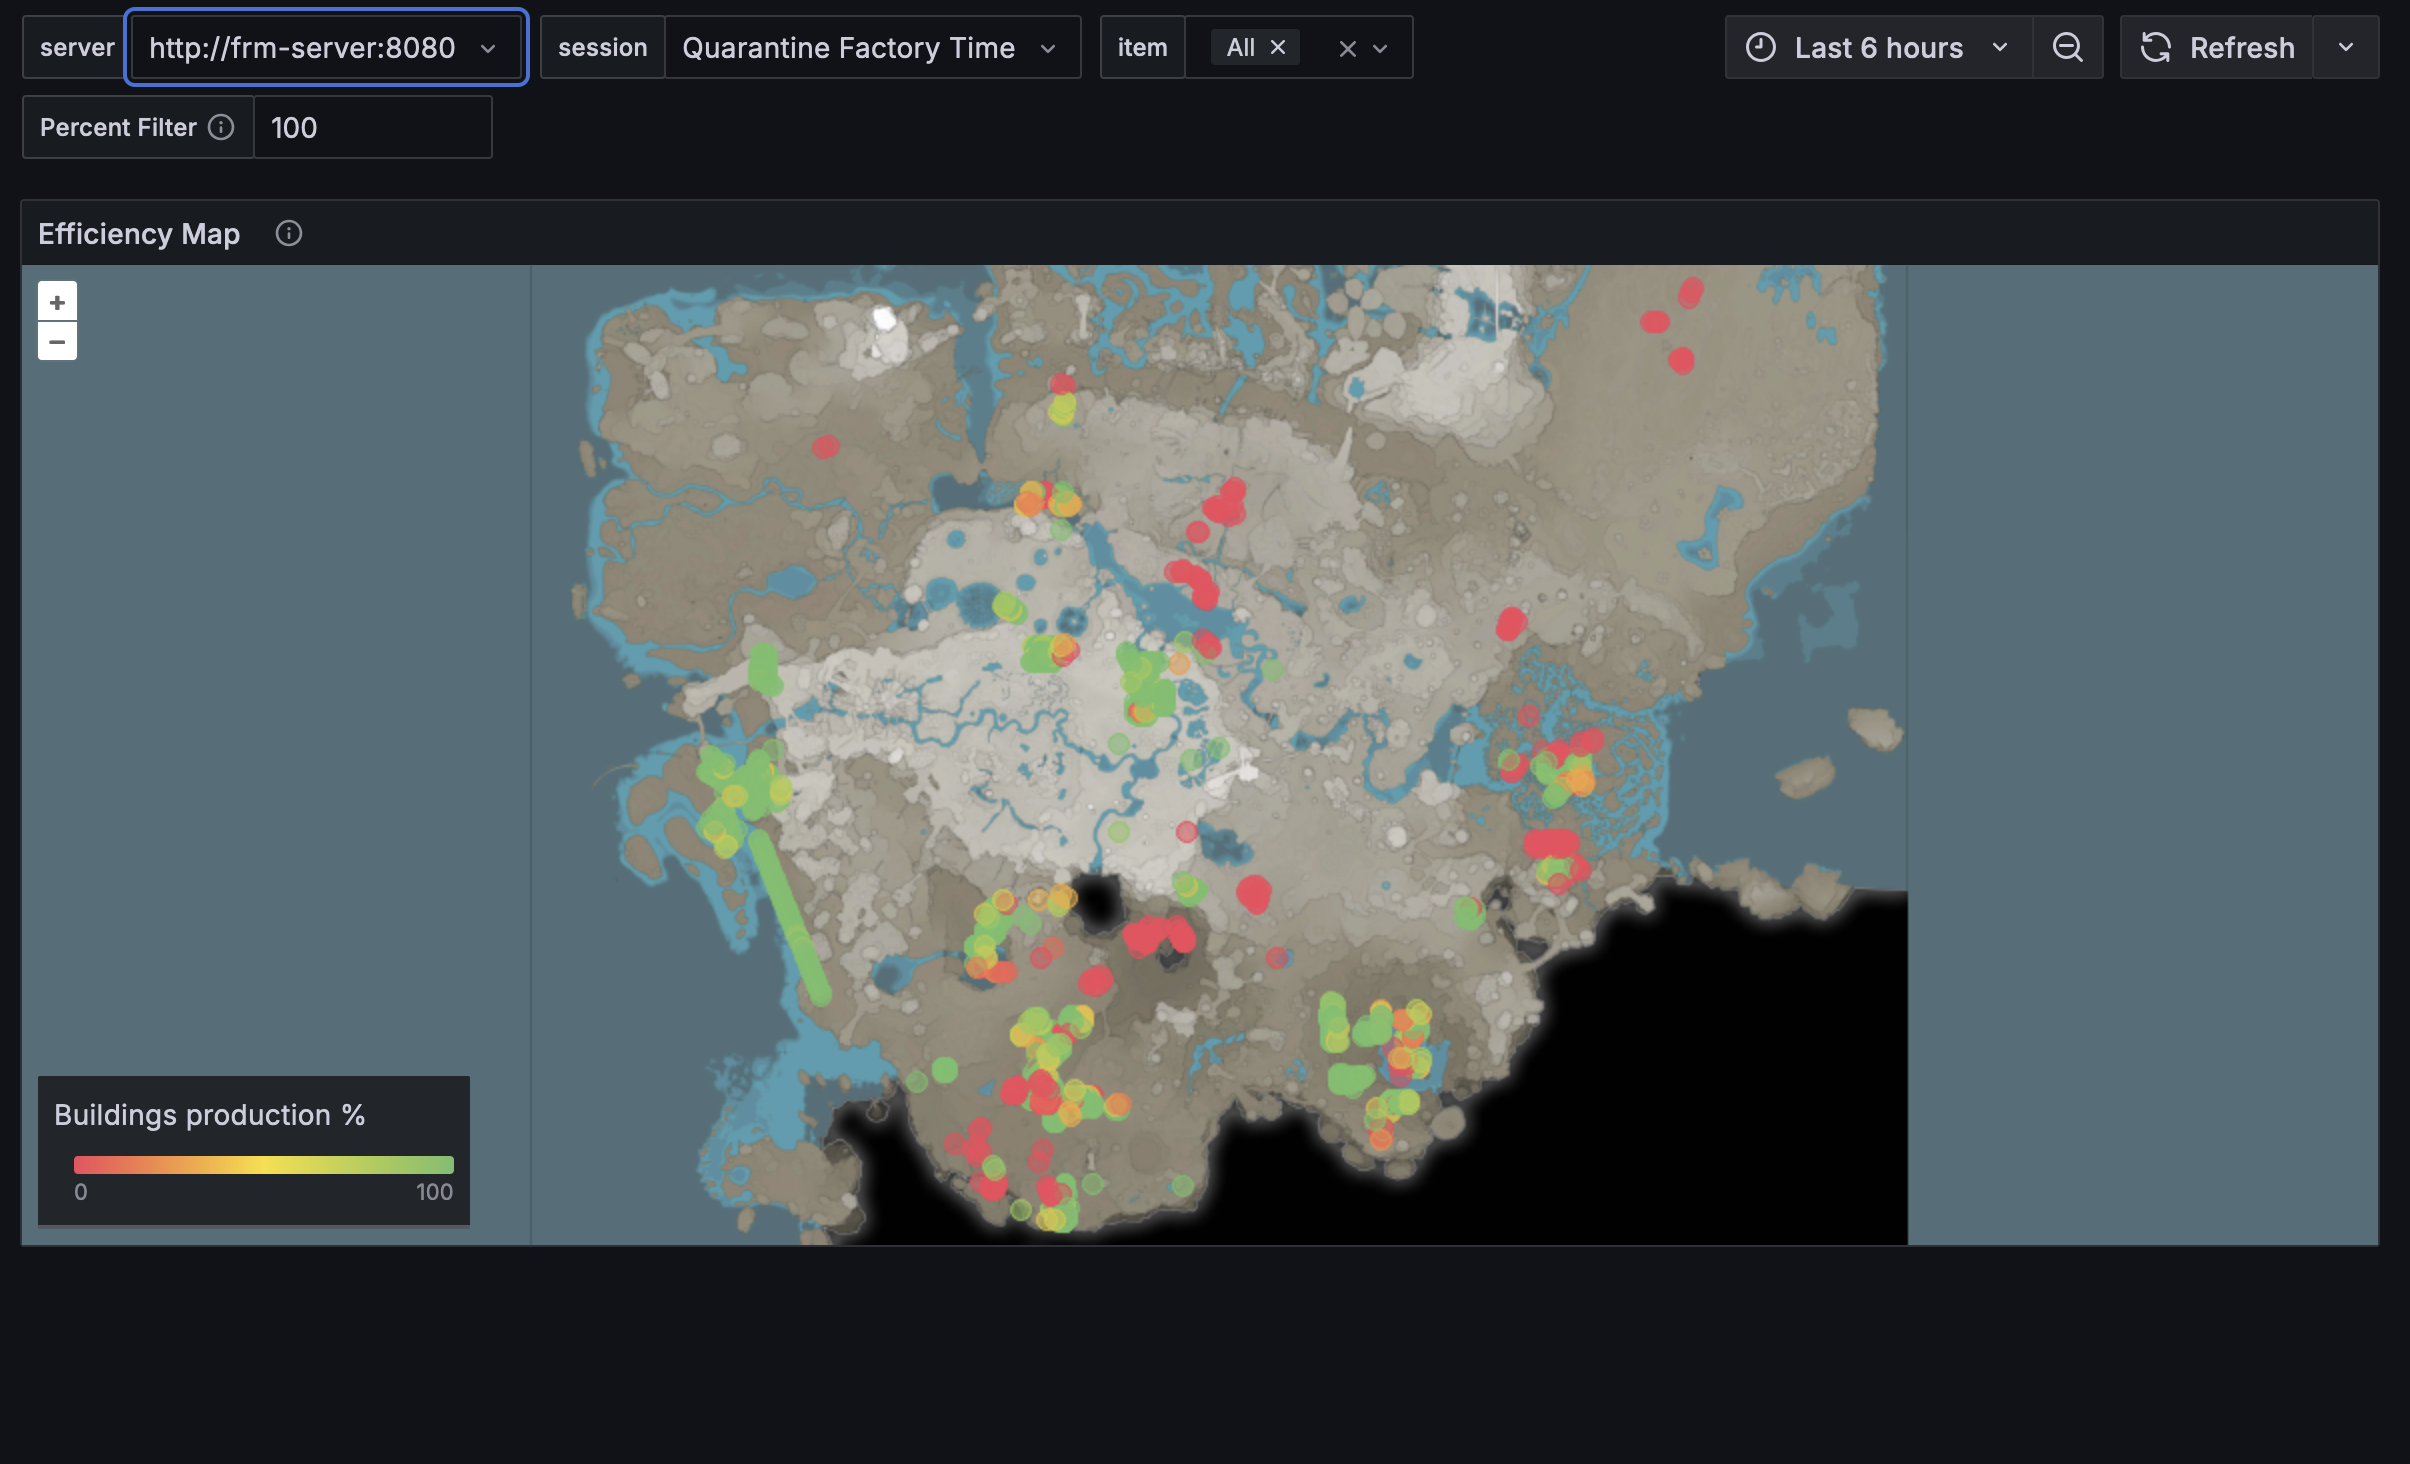 server http://frm-server:8080 session Quarantine Factory Time item All Last 6 hours Refresh
Percent Filter 100
Efficiency Map
+
−
Buildings production %
0 100